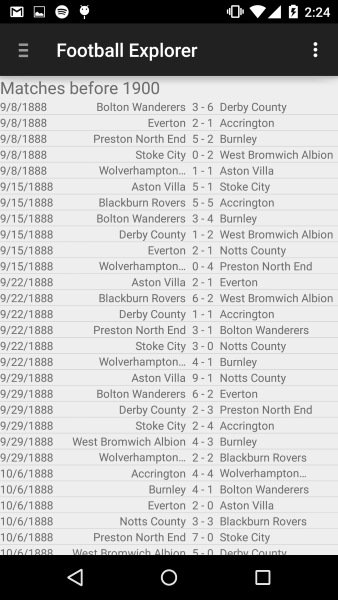 2:24
Football Explorer
Matches before 1900
9/8/1888 Bolton Wanderers 3 - 6 Derby County
9/8/1888 Everton 2 - 1 Accrington
9/8/1888 Preston North End 5 - 2 Burnley
9/8/1888 Stoke City 0 - 2 West Bromwich Albion
9/8/1888 Wolverhampton... 1 - 1 Aston Villa
9/15/1888 Aston Villa 5 - 1 Stoke City
9/15/1888 Blackburn Rovers 5 - 5 Accrington
9/15/1888 Bolton Wanderers 3 - 4 Burnley
9/15/1888 Derby County 1 - 2 West Bromwich Albion
9/15/1888 Everton 2 - 1 Notts County
9/15/1888 Wolverhampton... 0 - 4 Preston North End
9/22/1888 Aston Villa 2 - 1 Everton
9/22/1888 Blackburn Rovers 6 - 2 West Bromwich Albion
9/22/1888 Derby County 1 - 1 Accrington
9/22/1888 Preston North End 3 - 1 Bolton Wanderers
9/22/1888 Stoke City 3 - 0 Notts County
9/22/1888 Wolverhampton... 4 - 1 Burnley
9/29/1888 Aston Villa 9 - 1 Notts County
9/29/1888 Bolton Wanderers 6 - 2 Everton
9/29/1888 Derby County 2 - 3 Preston North End
9/29/1888 Stoke City 2 - 4 Accrington
9/29/1888 West Bromwich Albion 4 - 3 Burnley
9/29/1888 Wolverhampton... 2 - 2 Blackburn Rovers
10/6/1888 Accrington 4 - 4 Wolverhampton...
10/6/1888 Burnley 4 - 1 Bolton Wanderers
10/6/1888 Everton 2 - 0 Aston Villa
10/6/1888 Notts County 3 - 3 Blackburn Rovers
10/6/1888 Preston North End 7 - 0 Stoke City
10/6/1888 West Bromwich Albion 5 - 0 Derby County